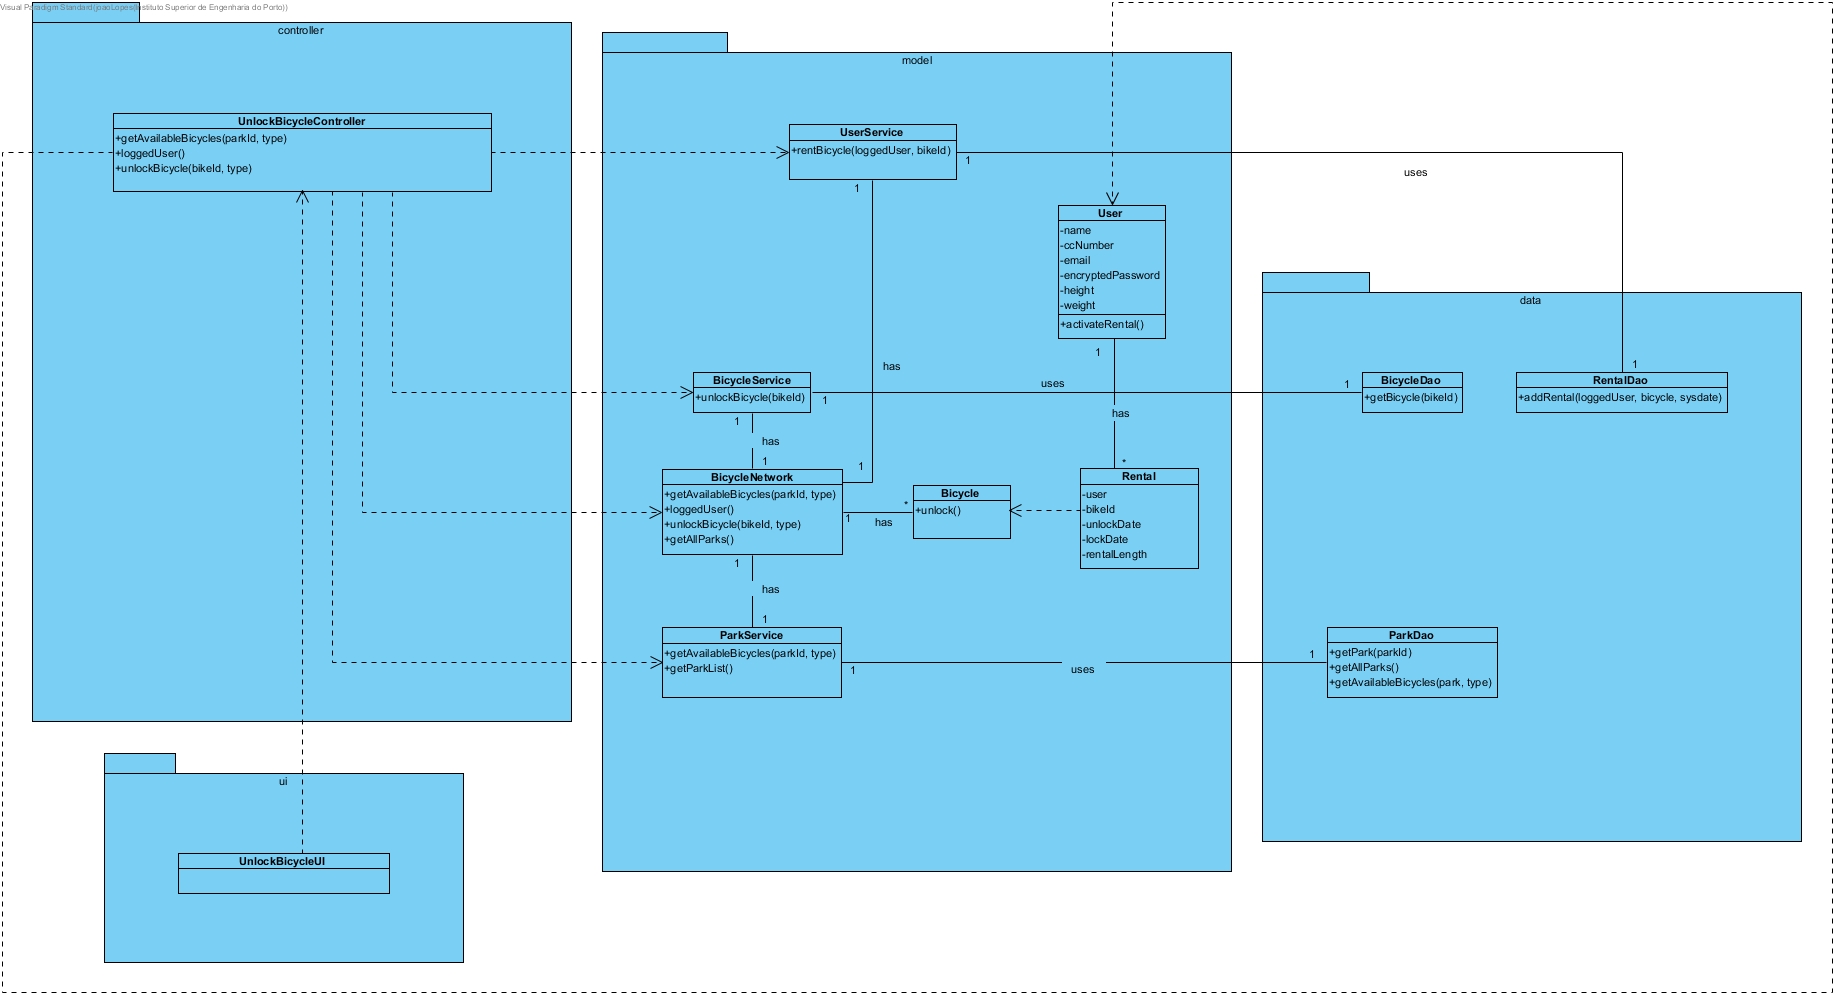 Visual Paradigm Standard(joaoLopes(Instituto Superior de Engenharia do Porto))
controller
UnlockBicycleController
+getAvailableBicycles(parkId, type)
+loggedUser()
+unlockBicycle(bikeId, type)
model
UserService
+rentBicycle(loggedUser, bikeId)
1
1
uses
User
-name
-ccNumber
-email
-encryptedPassword
-height
-weight
+activateRental()
1
has
*
has
1
data
BicycleService
+unlockBicycle(bikeId)
1
uses
1
BicycleDao
+getBicycle(bikeId)
1
RentalDao
+addRental(loggedUser, bicycle, sysdate)
1
has
1
BicycleNetwork
+getAvailableBicycles(parkId, type)
+loggedUser()
+unlockBicycle(bikeId, type)
+getAllParks()
1
has
*
Bicycle
+unlock()
Rental
-user
-bikeId
-unlockDate
-lockDate
-rentalLength
1
has
1
ParkService
+getAvailableBicycles(parkId, type)
+getParkList()
1
uses
1
ParkDao
+getPark(parkId)
+getAllParks()
+getAvailableBicycles(park, type)
ui
UnlockBicycleUI